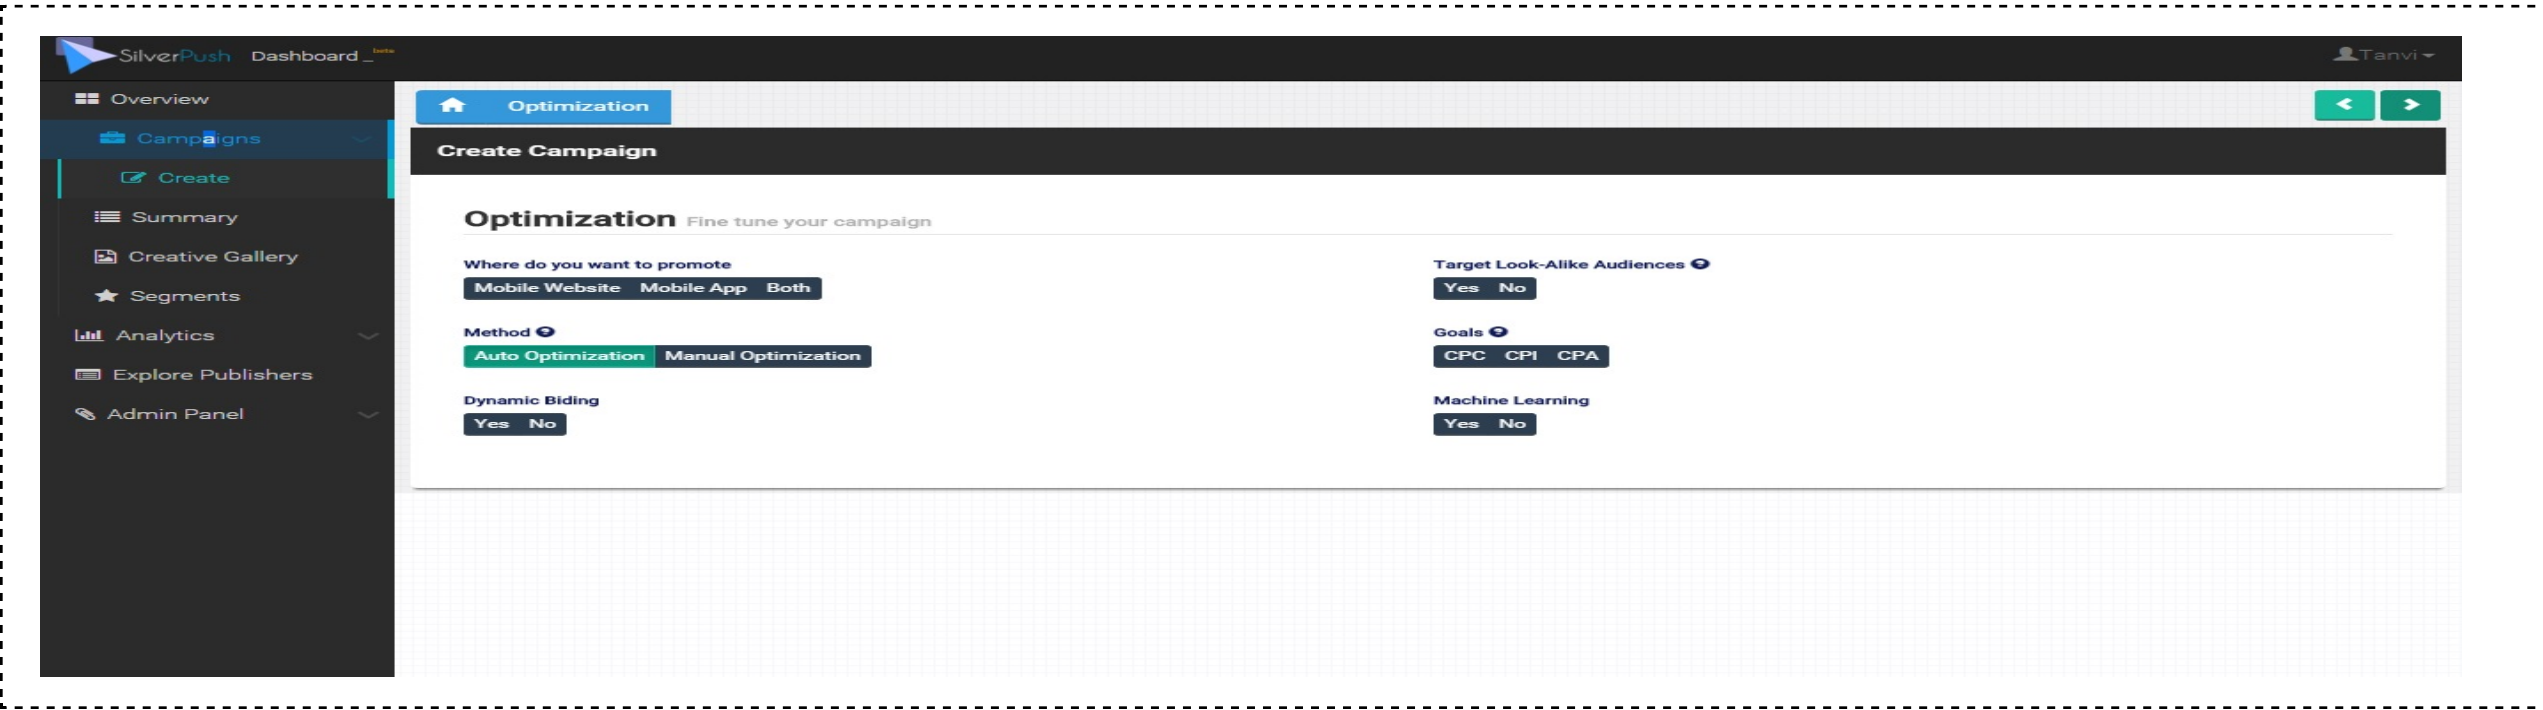 SilverPush Dashboard _ beta
Tanvi
Overview
Campaigns
Create
Summary
Creative Gallery
Segments
Analytics
Explore Publishers
Admin Panel
Optimization
Create Campaign
Optimization Fine tune your campaign
Where do you want to promote
Mobile Website Mobile App Both
Target Look-Alike Audiences
Yes No
Method
Auto Optimization Manual Optimization
Goals
CPC CPI CPA
Dynamic Biding
Yes No
Machine Learning
Yes No